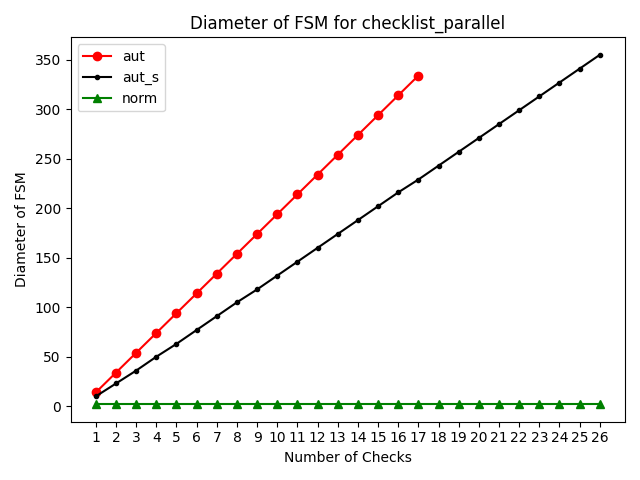 Diameter of FSM for checklist_parallel
aut
aut_s
norm
Diameter of FSM
350
300
250
200
150
100
50
0
1 2 3 4 5 6 7 8 9 10 11 12 13 14 15 16 17 18 19 20 21 22 23 24 25 26
Number of Checks